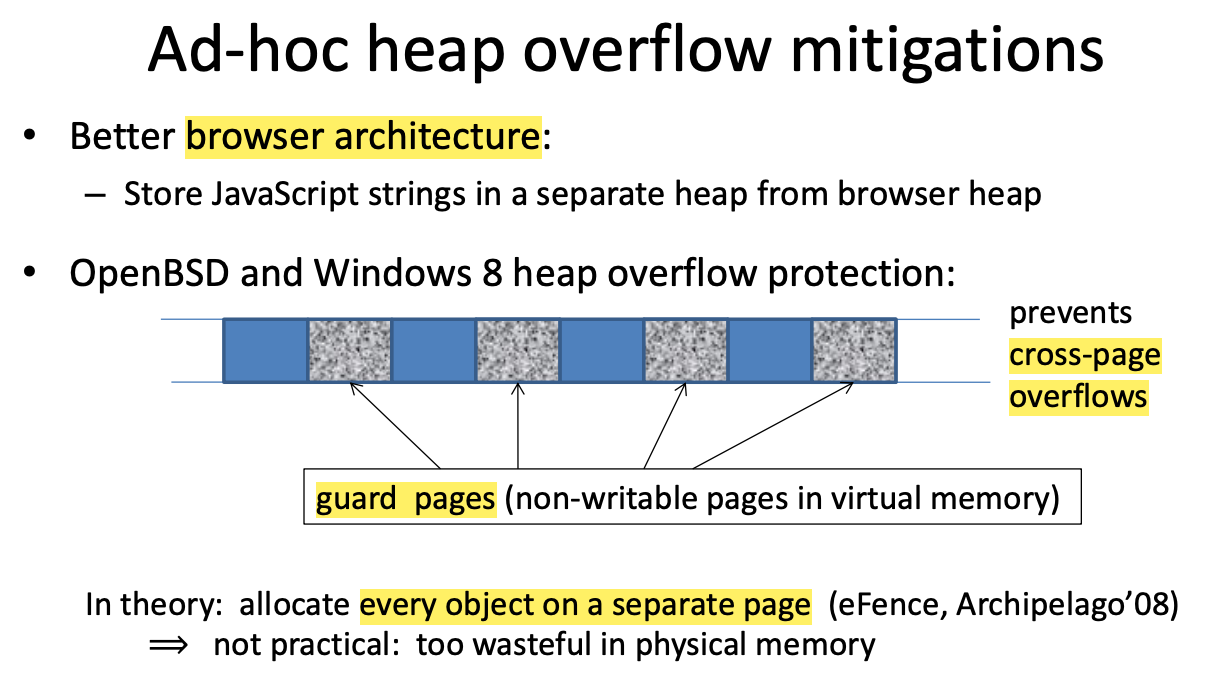 Ad-hoc heap overflow mitigations
• Better browser architecture:
– Store JavaScript strings in a separate heap from browser heap
• OpenBSD and Windows 8 heap overflow protection:
prevents
cross-page
overflows
guard pages (non-writable pages in virtual memory)
In theory: allocate every object on a separate page (eFence, Archipelago’08)
⟹ not practical: too wasteful in physical memory